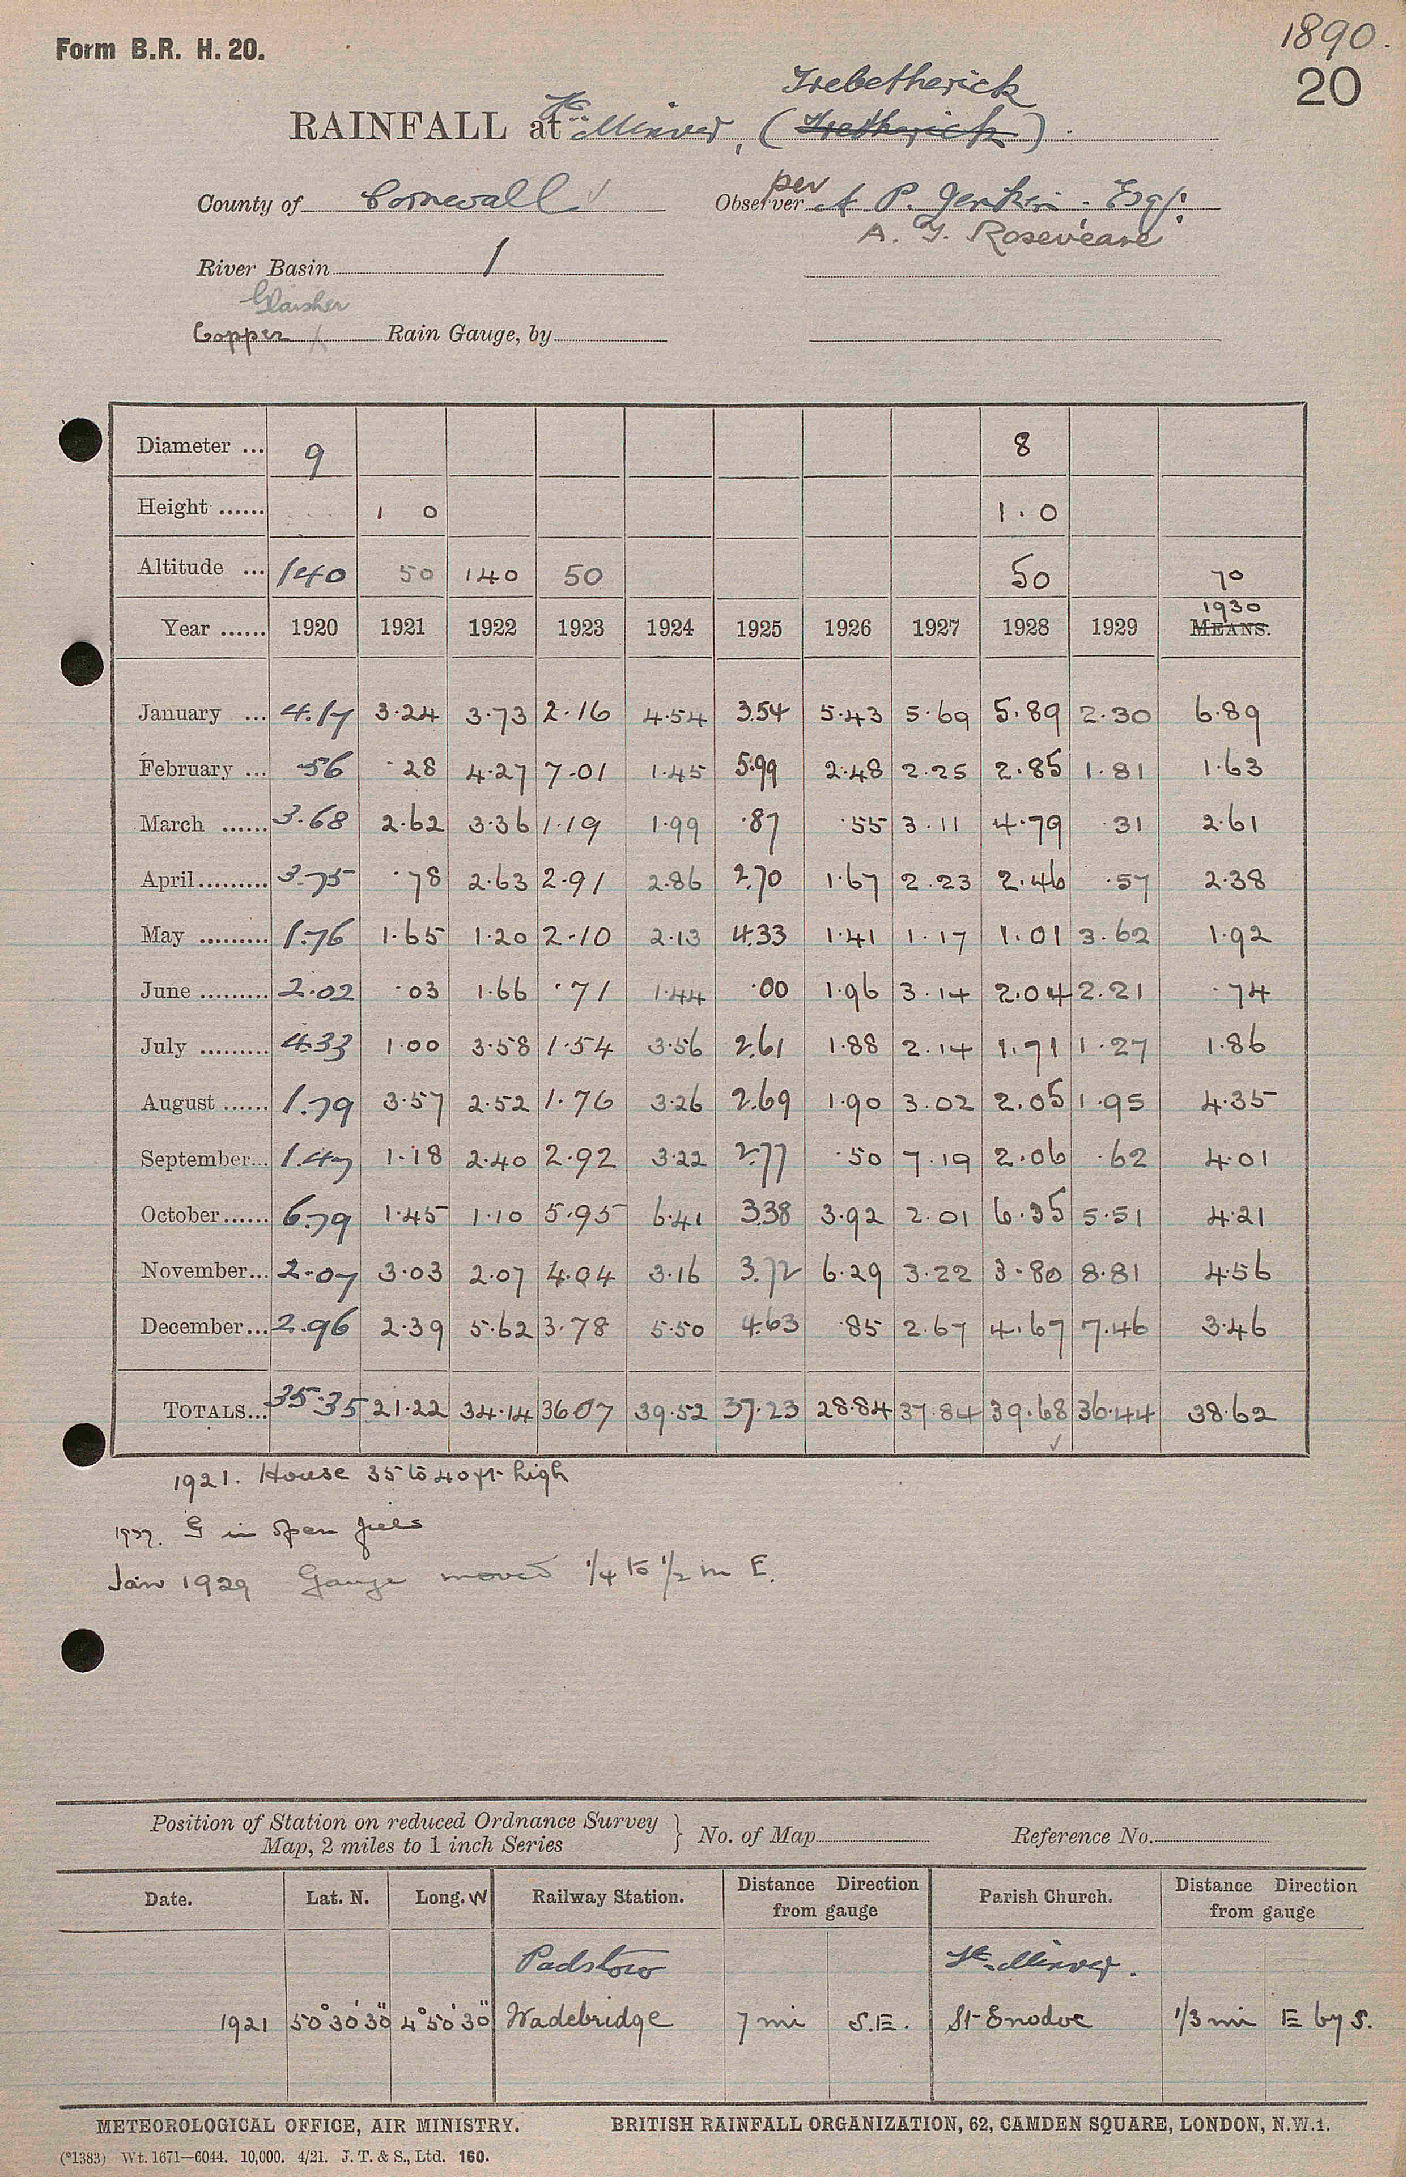 1890.
Form B.R. H. 20.
20
Trebetherick
RAINFALL at St. Minver, (Tretherick)
County of Cornwall Observer per A P. Jenkin Esq.
A. G. Rosevear
River Basin 1
Glaisher
Copper Rain Gauge, by
Diameter ... 9 8
Height ...... 1 0 1.0
Altitude ... 140 50 140 50 50 70
1930
Year ...... 1920 1921 1922 1923 1924 1925 1926 1927 1928 1929 MEANS.
January ... 4.17 3.24 3.73 2.16 4.54 3.54 5.43 5.69 5.89 2.30 6.89
February ... .56 .28 4.27 7.01 1.45 5.99 2.48 2.25 2.85 1.81 1.63
March ...... 3.68 2.62 3.36 1.19 1.99 .87 .55 3.11 4.79 .31 2.61
April ......... 3.75 .78 2.63 2.91 2.86 2.70 1.67 2.23 2.46 .57 2.38
May ......... 1.76 1.65 1.20 2.10 2.13 4.33 1.41 1.17 1.01 3.62 1.92
June ......... 2.02 .03 1.66 .71 1.44 .00 1.96 3.14 2.04 2.21 .74
July ......... 4.33 1.00 3.58 1.54 3.56 2.61 1.88 2.14 1.71 1.27 1.86
August ...... 1.79 3.57 2.52 1.76 3.26 2.69 1.90 3.02 2.05 1.95 4.35
September... 1.47 1.18 2.40 2.92 3.22 2.77 .50 7.19 2.06 .62 4.01
October...... 6.79 1.45 1.10 5.95 6.41 3.38 3.92 2.01 6.35 5.51 4.21
November... 2.07 3.03 2.07 4.04 3.16 3.72 6.29 3.22 3.80 8.81 4.56
December... 2.96 2.39 5.62 3.78 5.50 4.63 .85 2.67 4.67 7.46 3.46
TOTALS... 35.35 21.22 34.14 36.07 39.52 37.23 28.84 37.84 39.68 36.44 38.62
1921. House 35 to 40 ft. high
1927. G in open field
Jan 1929 Gauge moved 1/4 to 1/2 m E.
Position of Station on reduced Ordnance Survey
Map, 2 miles to 1 inch Series } No. of Map Reference No.
Date. Lat. N. Long. W Railway Station. Distance Direction from gauge Parish Church. Distance Direction from gauge
Padstow St. Minver.
1921 50° 30' 30" 4° 50' 30" Wadebridge 7 mi S.E. St Enodoc 1/3 mi E by S.
METEOROLOGICAL OFFICE, AIR MINISTRY. BRITISH RAINFALL ORGANIZATION, 62, CAMDEN SQUARE, LONDON, N.W.1.
(*1383) Wt. 1671—6044. 10,000. 4/21. J. T. & S., Ltd. 160.